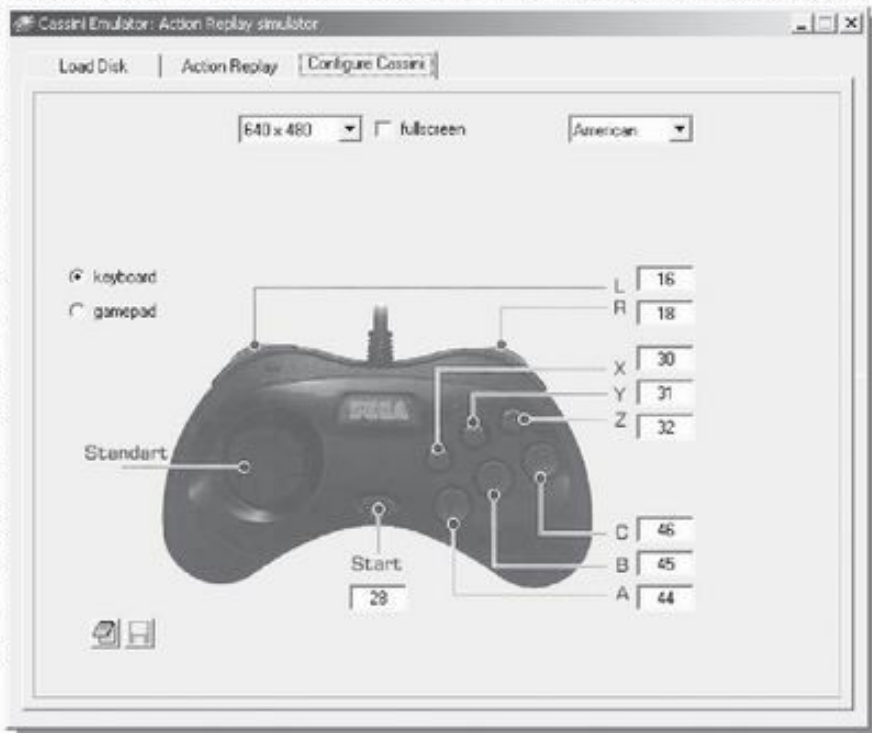 Cassini Emulator: Action Replay simulator
Load Disk Action Replay Configure Cassini
640 x 480 fullscreen American
keyboard
gamepad
L 16
R 18
X 30
Y 31
Z 32
SEGA
Standart
C 46
B 45
A 44
Start
28